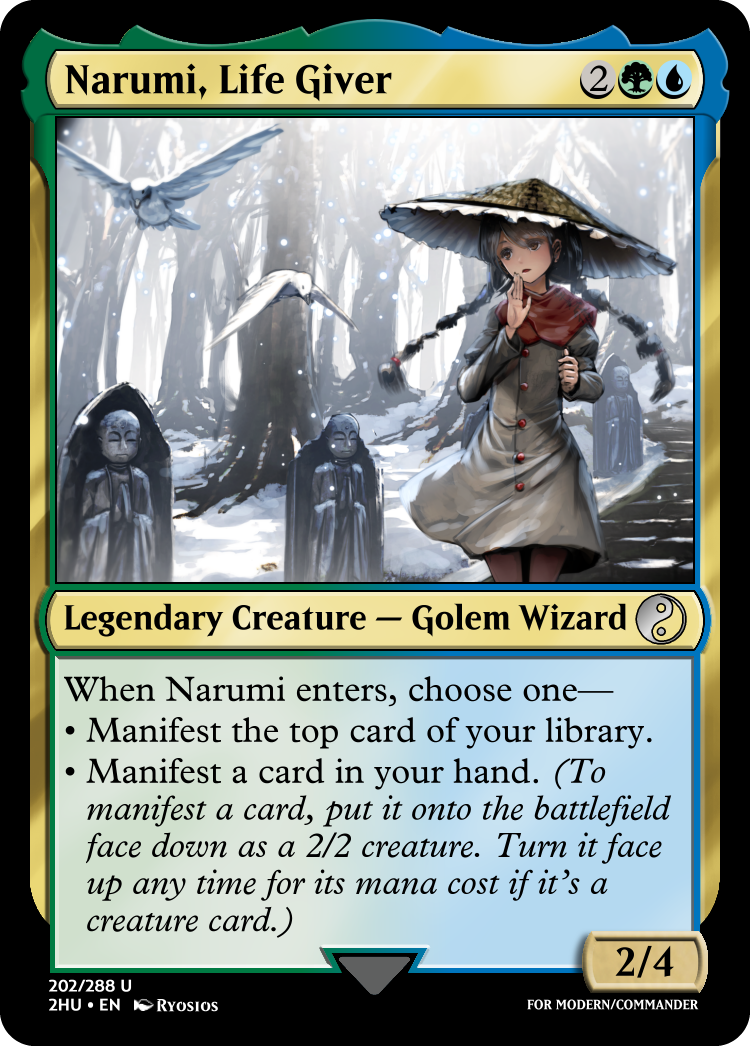 Narumi, Life Giver 2
Legendary Creature — Golem Wizard
When Narumi enters, choose one—
• Manifest the top card of your library.
• Manifest a card in your hand. (To
manifest a card, put it onto the battlefield
face down as a 2/2 creature. Turn it face
up any time for its mana cost if it's a
creature card.)
2/4
202/288 U
2HU • EN Ryosios
FOR MODERN/COMMANDER